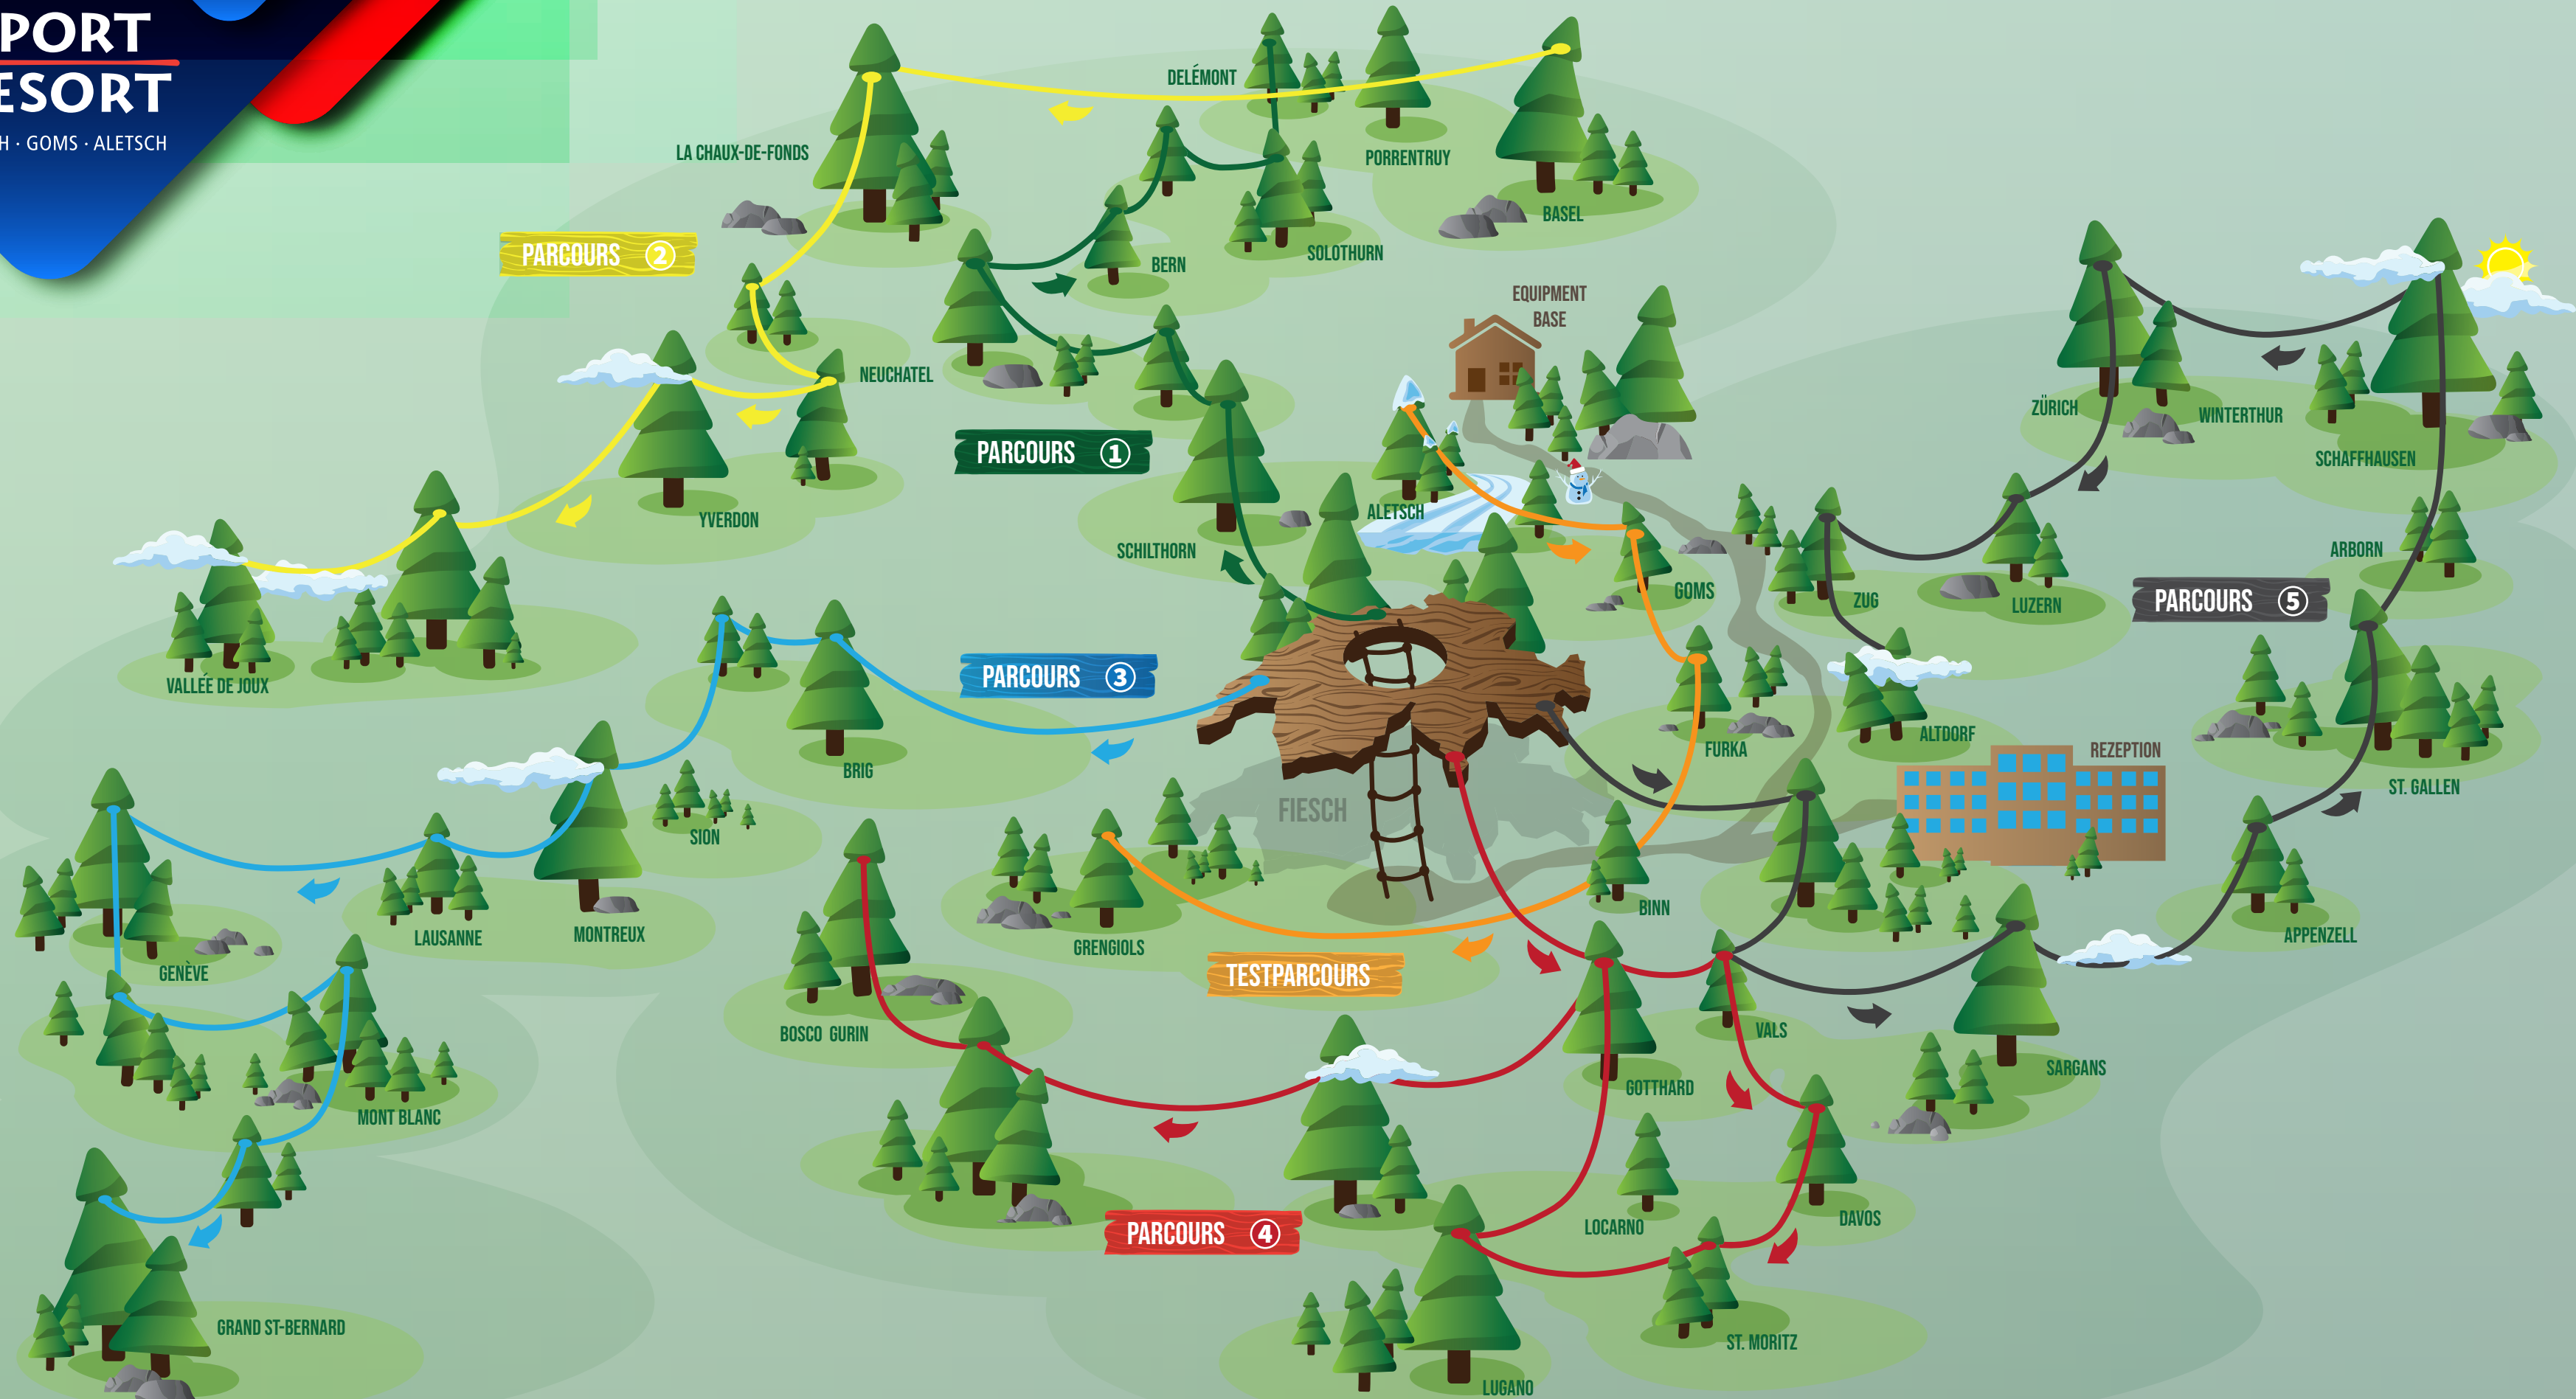 PORT
ESORT
H · GOMS · ALETSCH
DELÉMONT
LA CHAUX-DE-FONDS
PORRENTRUY
BASEL
PARCOURS 2
BERN
SOLOTHURN
EQUIPMENT
BASE
NEUCHATEL
ZÜRICH
WINTERTHUR
SCHAFFHAUSEN
PARCOURS 1
YVERDON
ALETSCH
SCHILTHORN
ARBORN
GOMS
ZUG
LUZERN
PARCOURS 5
VALLÉE DE JOUX
PARCOURS 3
ALTDORF
FURKA
REZEPTION
BRIG
ST. GALLEN
FIESCH
SION
BINN
LAUSANNE
MONTREUX
GRENGIOLS
APPENZELL
GENÈVE
TESTPARCOURS
BOSCO GURIN
VALS
SARGANS
GOTTHARD
MONT BLANC
DAVOS
LOCARNO
PARCOURS 4
GRAND ST-BERNARD
ST. MORITZ
LUGANO